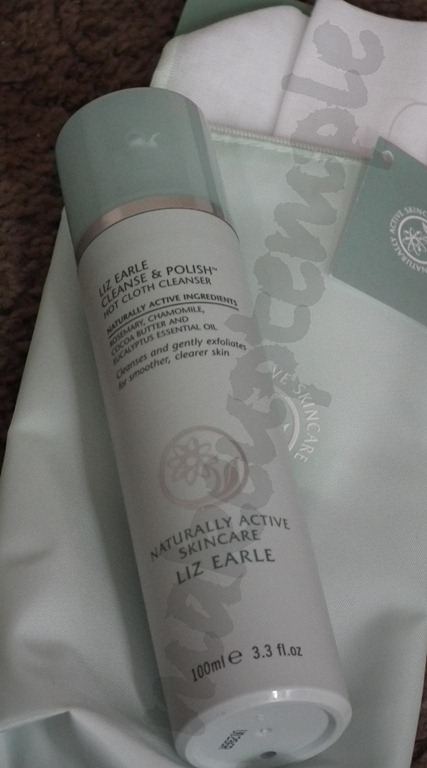 LIZ EARLE
CLEANSE & POLISH™
HOT CLOTH CLEANSER
NATURALLY ACTIVE INGREDIENTS
ROSEMARY, CHAMOMILE,
COCOA BUTTER AND
EUCALYPTUS ESSENTIAL OIL
Cleanses and gently exfoliates
for smoother, clearer skin
NATURALLY ACTIVE
SKINCARE
LIZ EARLE
100ml e 3.3 fl.oz
VE SKINCARE
NATURALLY ACTIVE SKINC